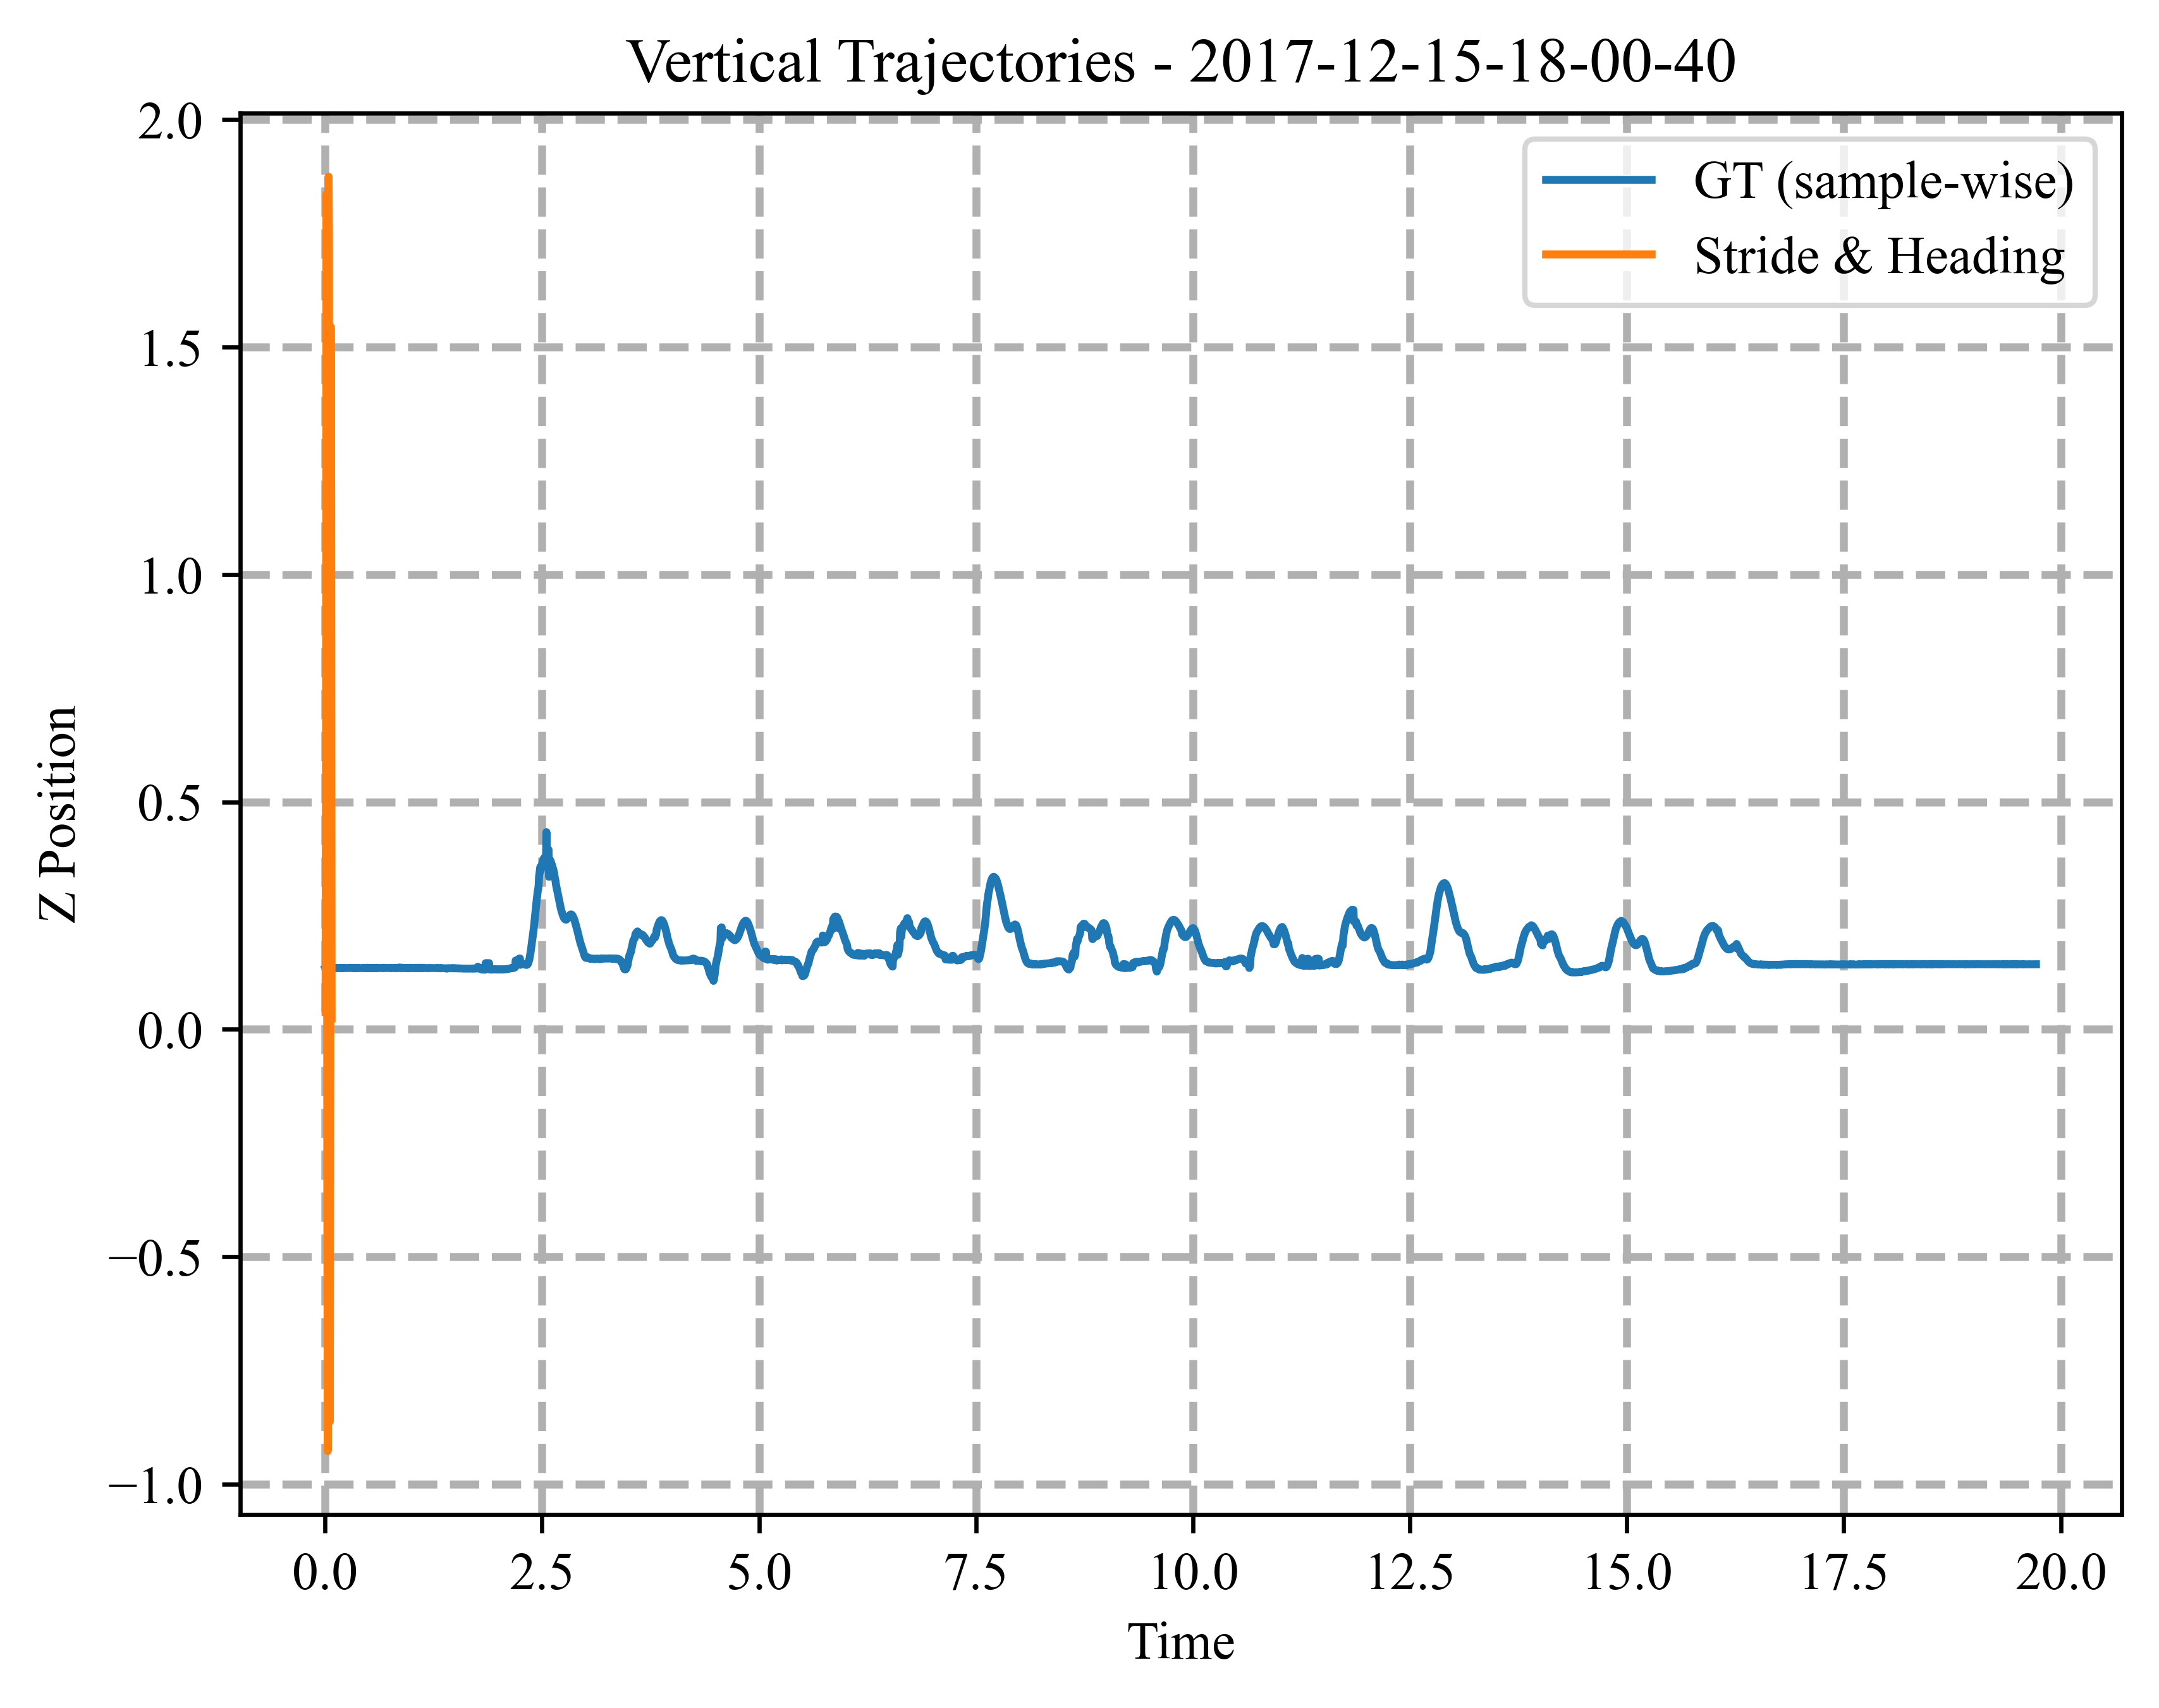 Vertical Trajectories - 2017-12-15-18-00-40
GT (sample-wise)
Stride & Heading
Z Position
2.0
1.5
1.0
0.5
0.0
−0.5
−1.0
0.0 2.5 5.0 7.5 10.0 12.5 15.0 17.5 20.0
Time